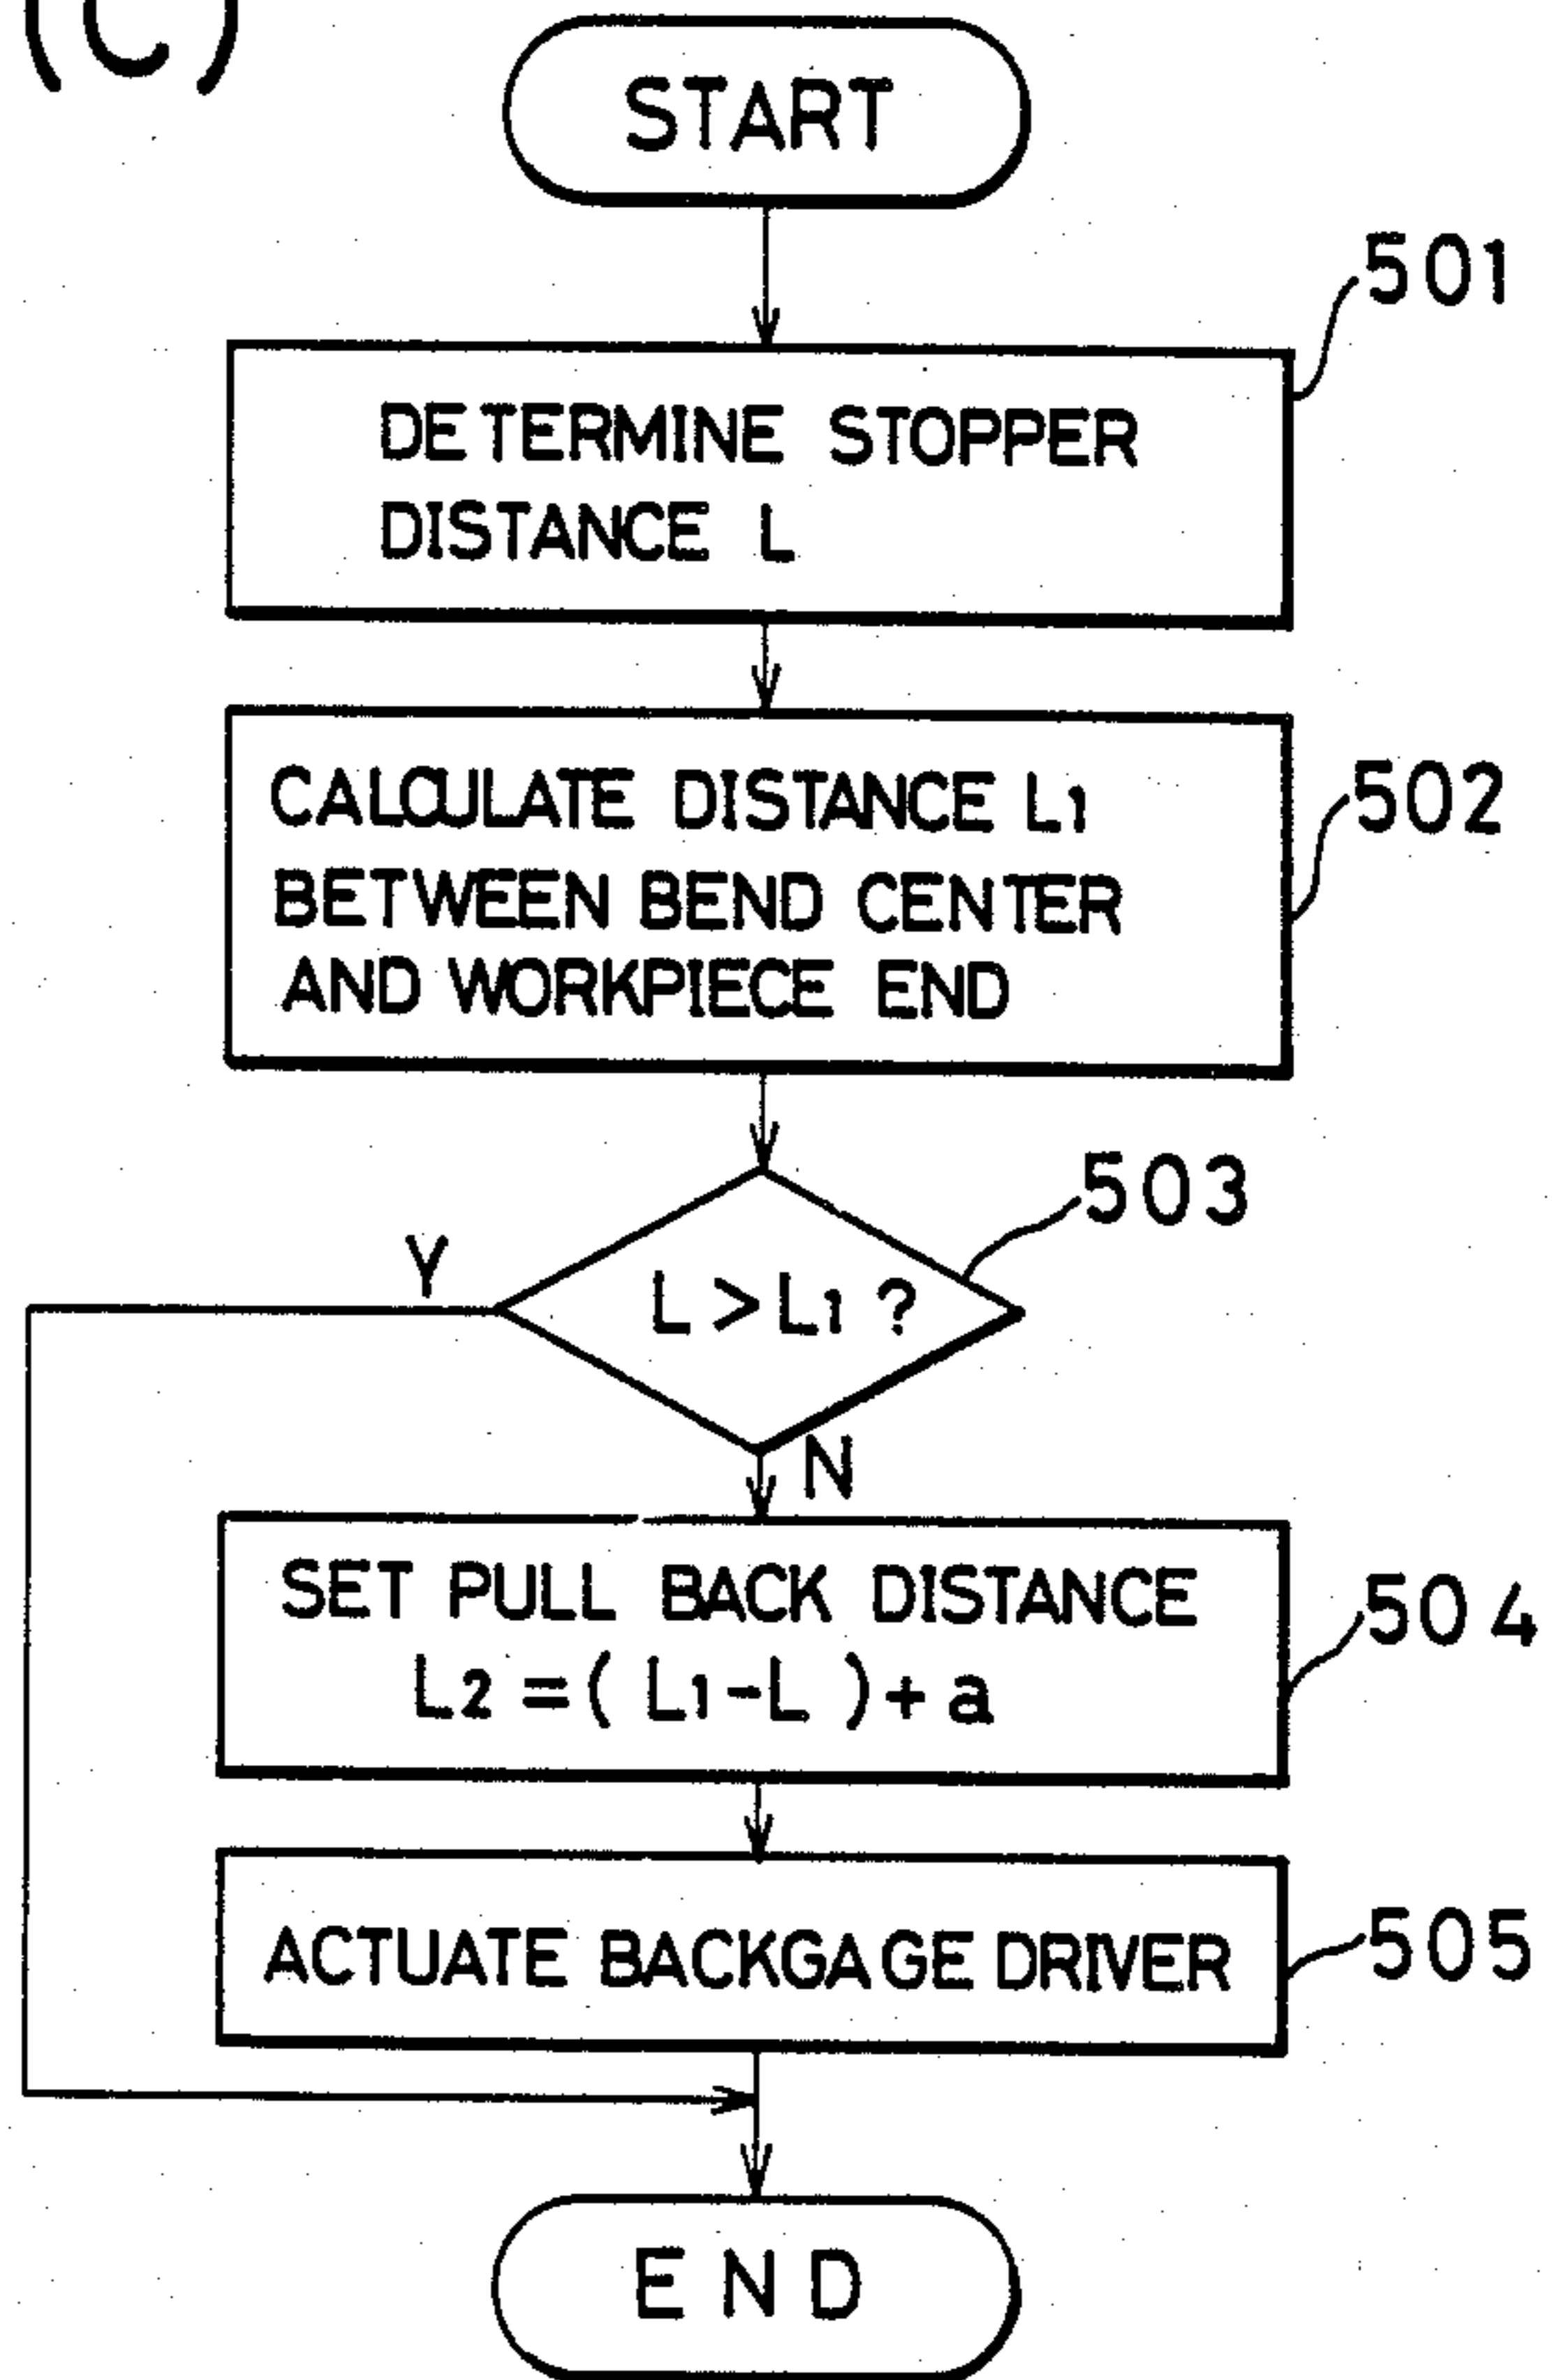 (C)
START
501
DETERMINE STOPPER
DISTANCE L
502
CALCULATE DISTANCE L1
BETWEEN BEND CENTER
AND WORKPIECE END
503
Y
L > L1 ?
N
SET PULL BACK DISTANCE
504
L2 = ( L1 - L ) + a
ACTUATE BACKGAGE DRIVER
505
END